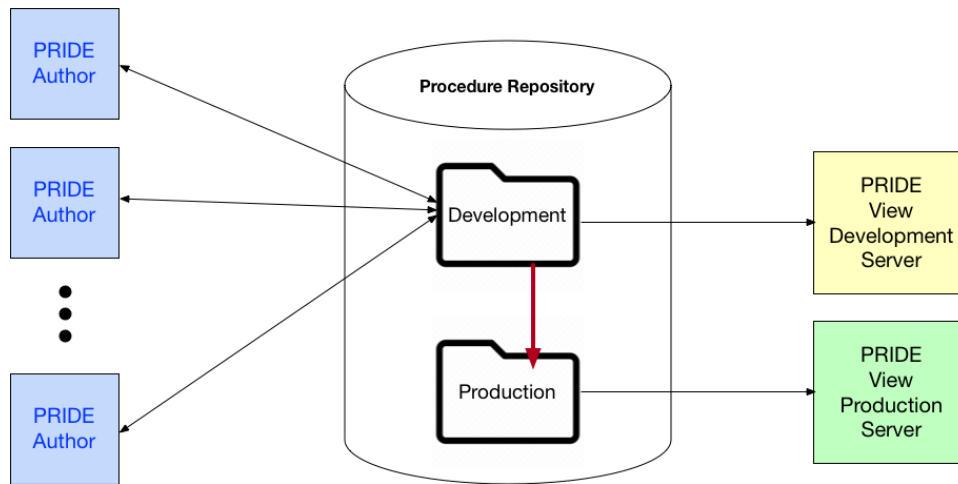 PRIDE
Author
PRIDE
Author
PRIDE
Author
Procedure Repository
Development
Production
PRIDE
View
Development
Server
PRIDE
View
Production
Server